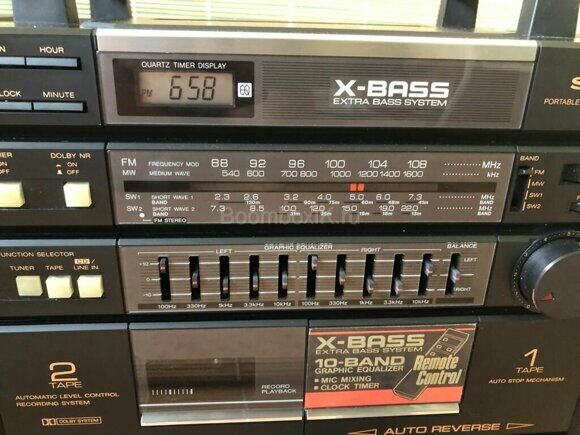 QUARTZ TIMER DISPLAY
HOUR
PM 6:58
X-BASS
EXTRA BASS SYSTEM
MINUTE
PORTABLE
DOLBY NR
ON
OFF
ON
OFF
FM FREQUENCY MOD 88 92 96 100 104 108 MHz
MW MEDIUM WAVE 540 600 700 800 1000 1200 1400 1600 kHz
SW1 SHORT WAVE 1 2.3 2.6 3.2 4.0 5.0 6.0 7.3 MHz
BAND
SW2 SHORT WAVE 2 7.3 8.5 10 12 15 19.0 22.0 MHz
BAND
FM STEREO
BAND
FM
MW
SW1
SW2
FUNCTION SELECTOR
TUNER TAPE CD LINE IN
GRAPHIC EQUALIZER
LEFT RIGHT
BALANCE
+10
0
-10
LEFT
RIGHT
100Hz 330Hz 1kHz 3.3kHz 10kHz 100Hz 330Hz 1kHz 3.3kHz 10kHz
2
TAPE
AUTOMATIC LEVEL CONTROL
RECORDING SYSTEM
DOLBY SYSTEM
RECORD
PLAYBACK
X-BASS
EXTRA BASS SYSTEM
10-BAND
GRAPHIC EQUALIZER
MIC MIXING
CLOCK TIMER
Remote
Control
1
TAPE
AUTO STOP MECHANISM
AUTO REVERSE